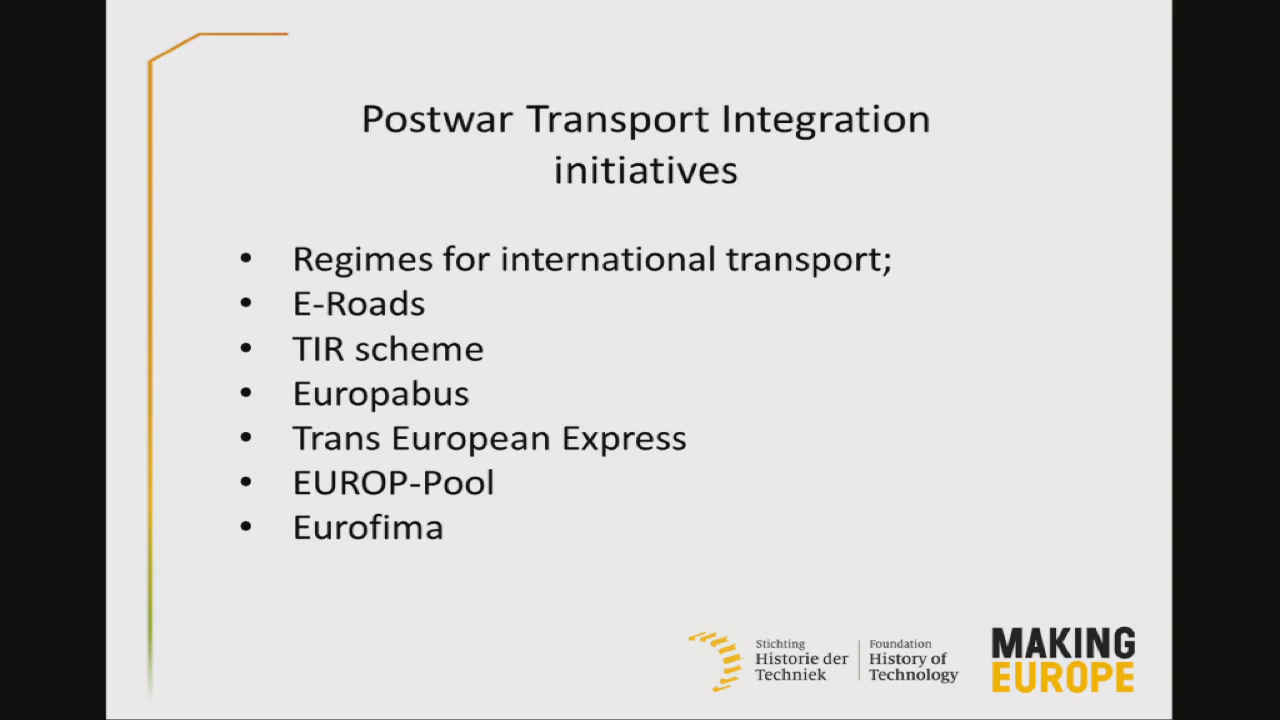 Postwar Transport Integration
initiatives
• Regimes for international transport;
• E-Roads
• TIR scheme
• Europabus
• Trans European Express
• EUROP-Pool
• Eurofima
Stichting
Historie der
Techniek
Foundation
History of
Technology
MAKING
EUROPE